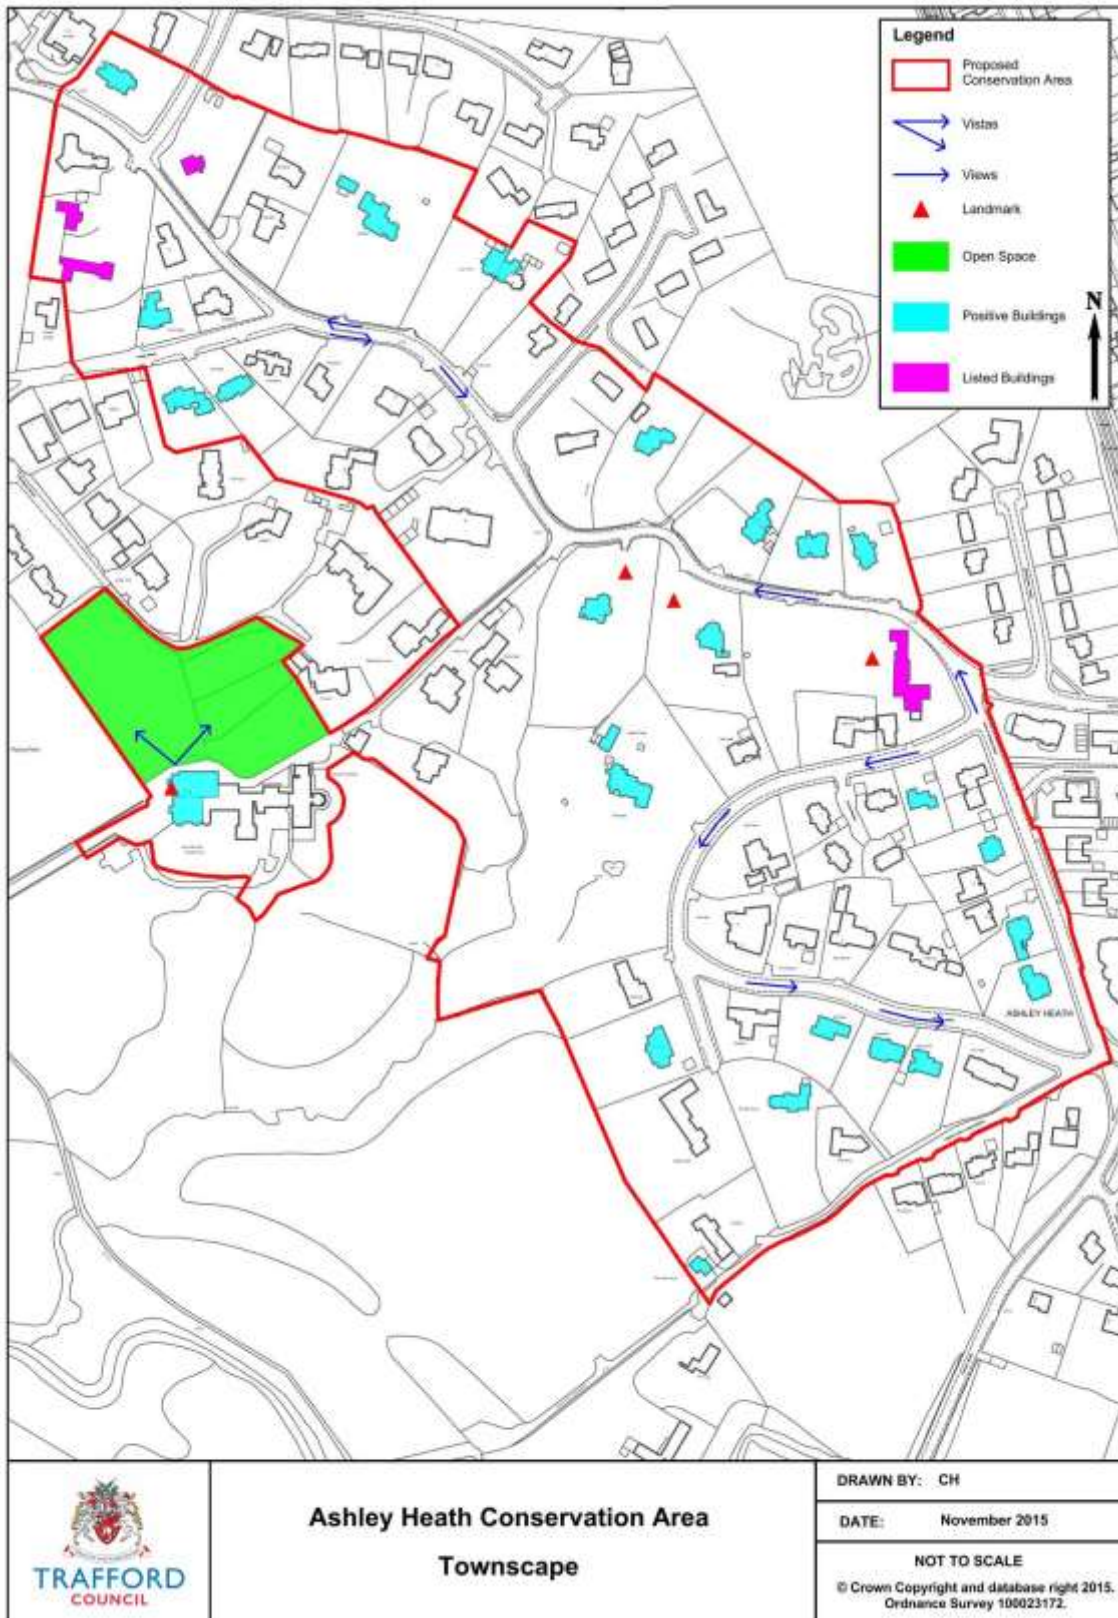 Legend
Proposed
Conservation Area
Vistas
Views
Landmark
Open Space
Positive Buildings
Listed Buildings
N
ASHLEY HEATH
TRAFFORD
COUNCIL
Ashley Heath Conservation Area
Townscape
DRAWN BY: CH
DATE: November 2015
NOT TO SCALE
© Crown Copyright and database right 2015.
Ordnance Survey 100023172.